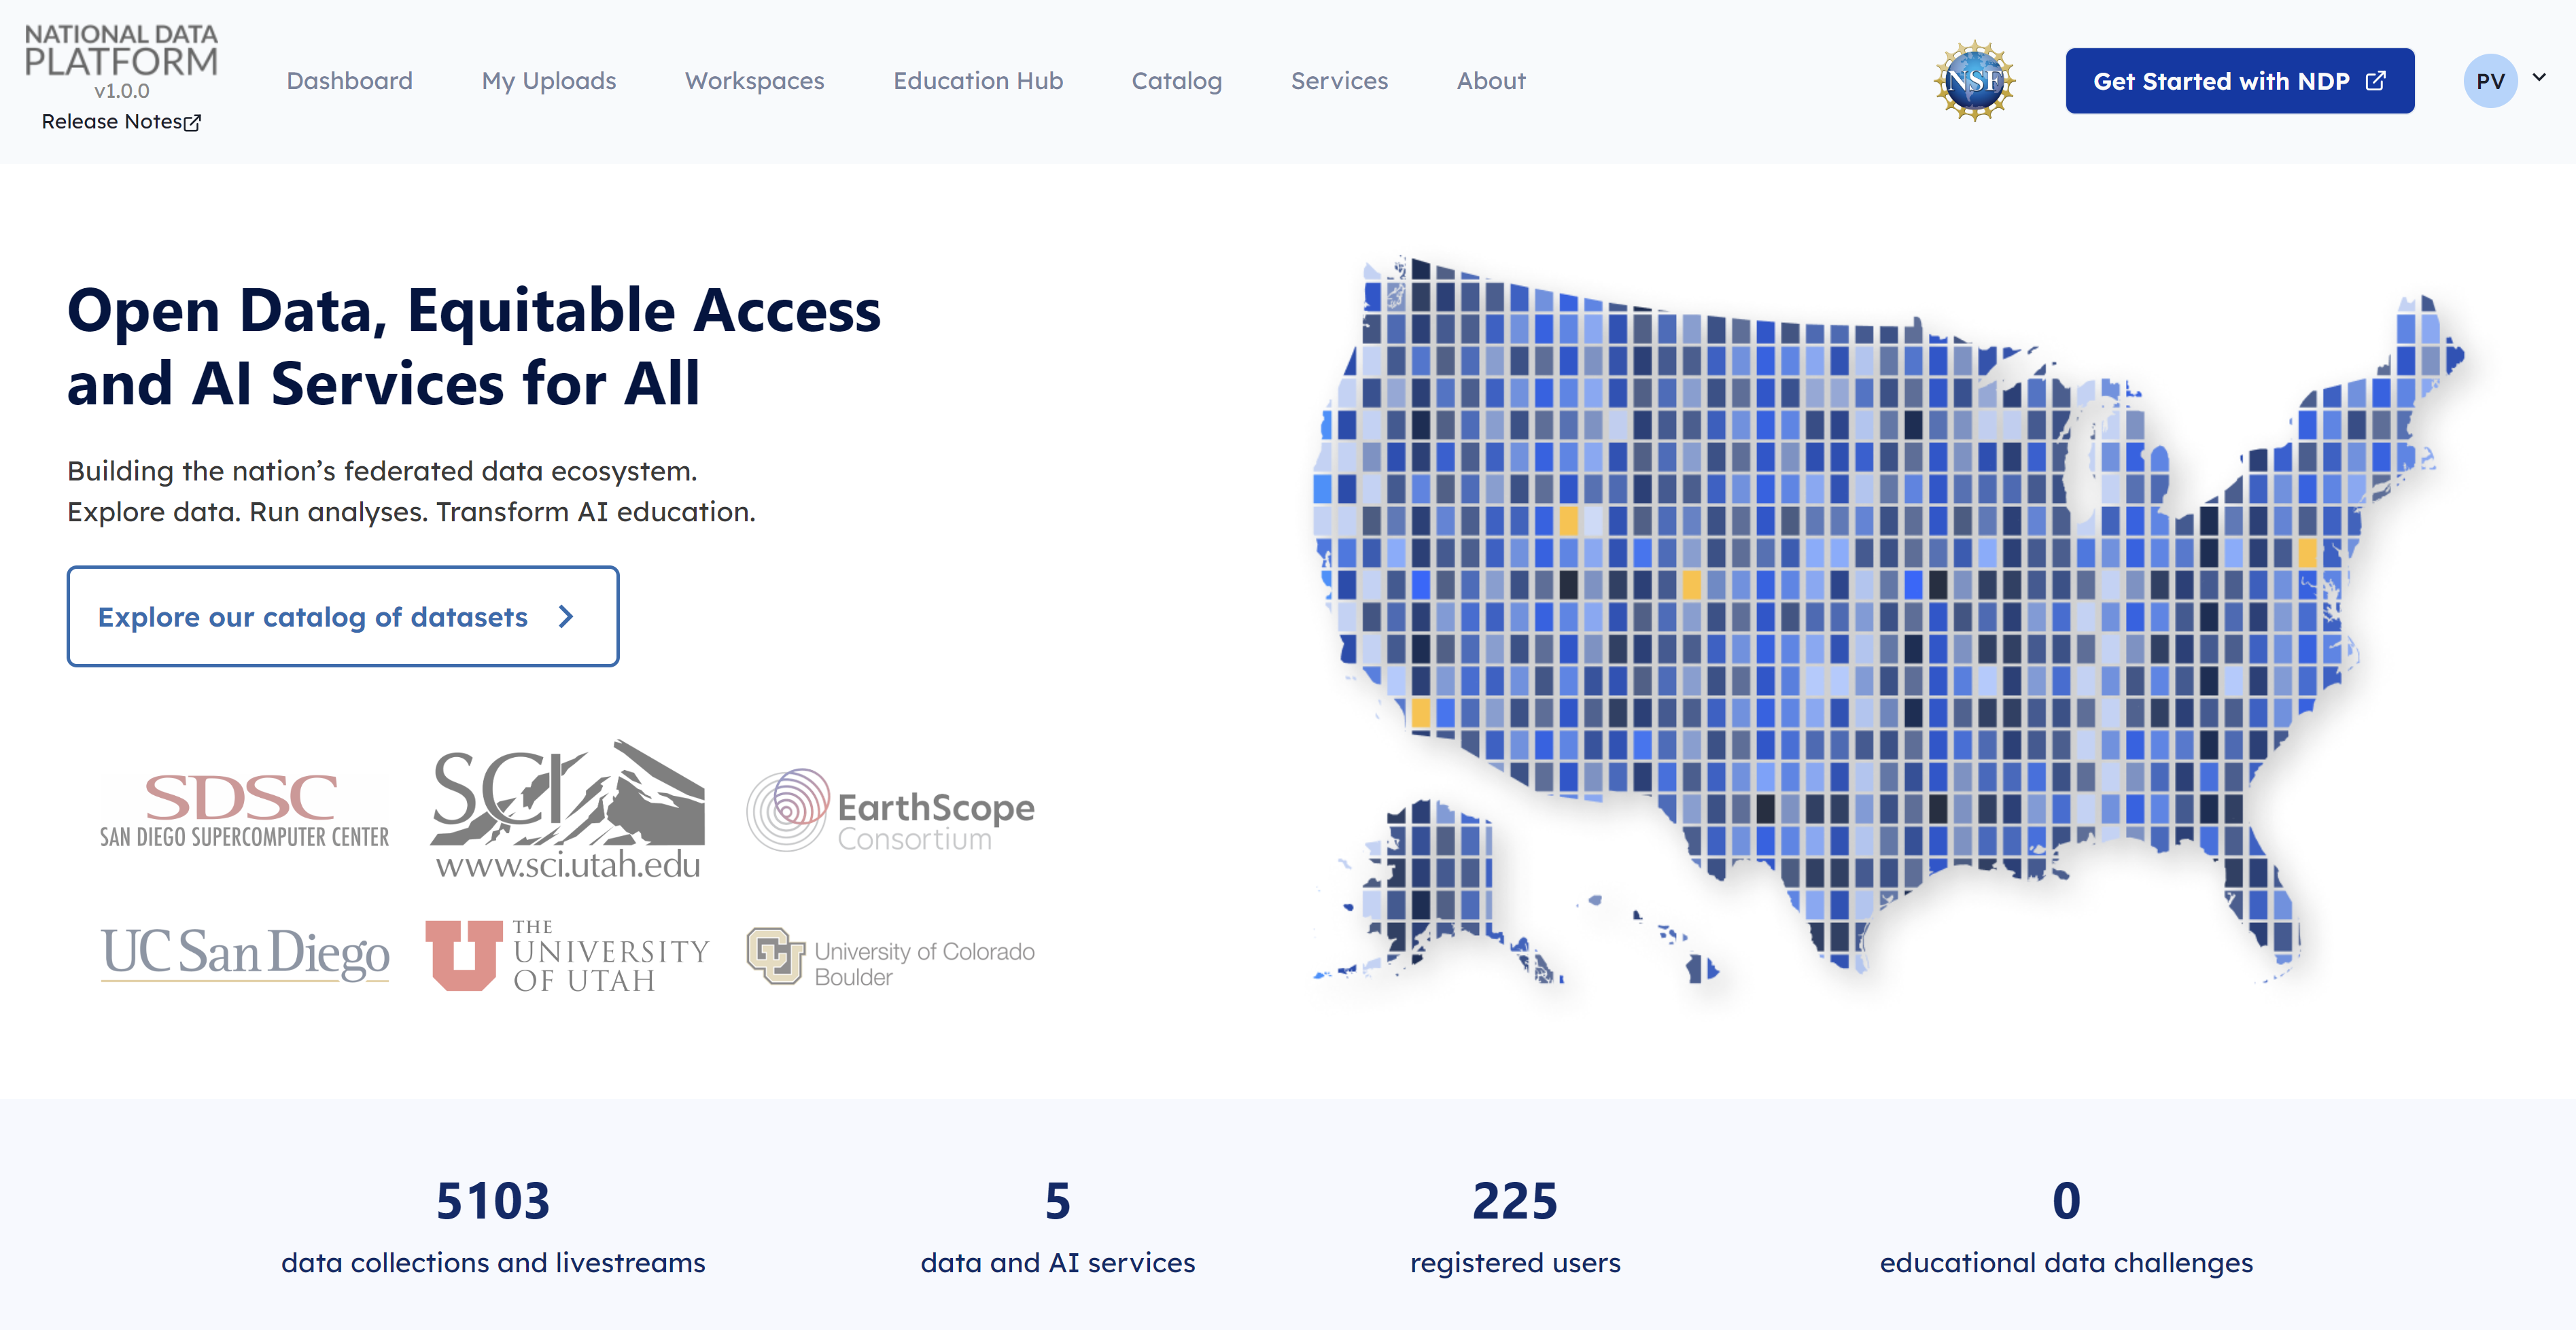 NATIONAL DATA
PLATFORM
v1.0.0
Release Notes
Dashboard
My Uploads
Workspaces
Education Hub
Catalog
Services
About
NSF
Get Started with NDP
PV
Open Data, Equitable Access
and AI Services for All
Building the nation’s federated data ecosystem.
Explore data. Run analyses. Transform AI education.
Explore our catalog of datasets
SDSC
SAN DIEGO SUPERCOMPUTER CENTER
SCI
www.sci.utah.edu
EarthScope
Consortium
UC San Diego
U
THE
UNIVERSITY
OF UTAH
CU
University of Colorado
Boulder
5103
data collections and livestreams
5
data and AI services
225
registered users
0
educational data challenges